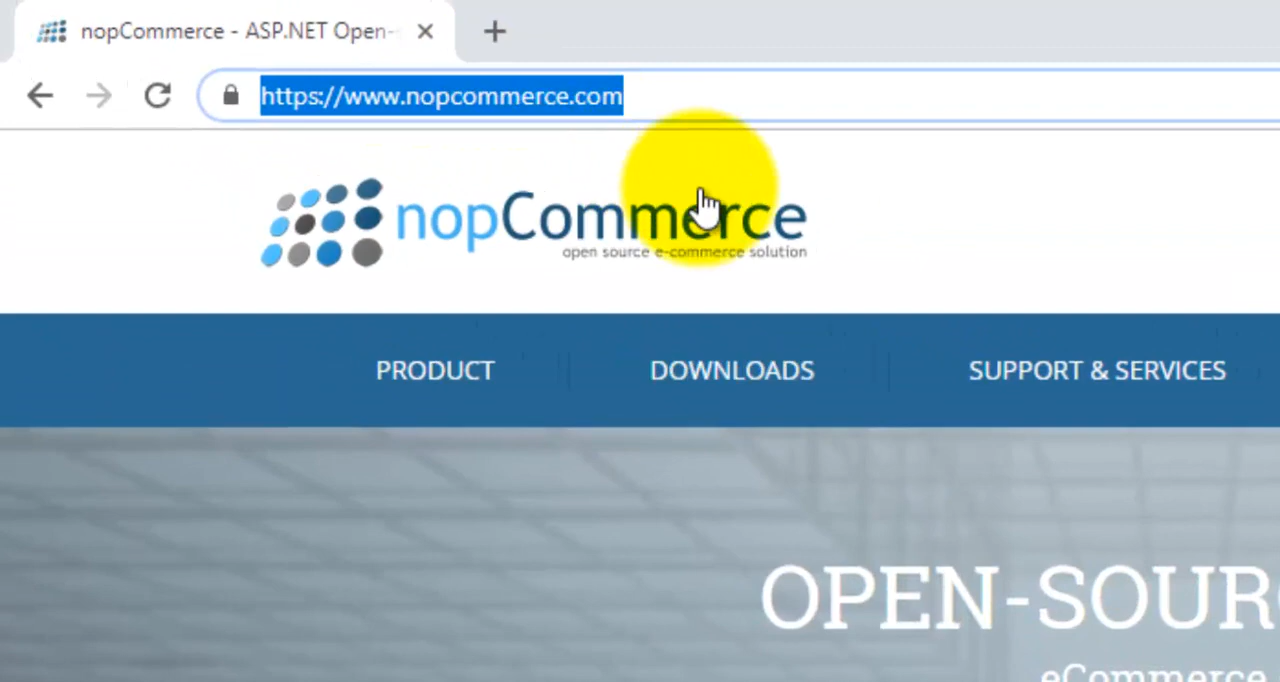 nopCommerce - ASP.NET Open-
https://www.nopcommerce.com
nopCommerce
open source e-commerce solution
PRODUCT
DOWNLOADS
SUPPORT & SERVICES
OPEN-SOUR
eCommerce